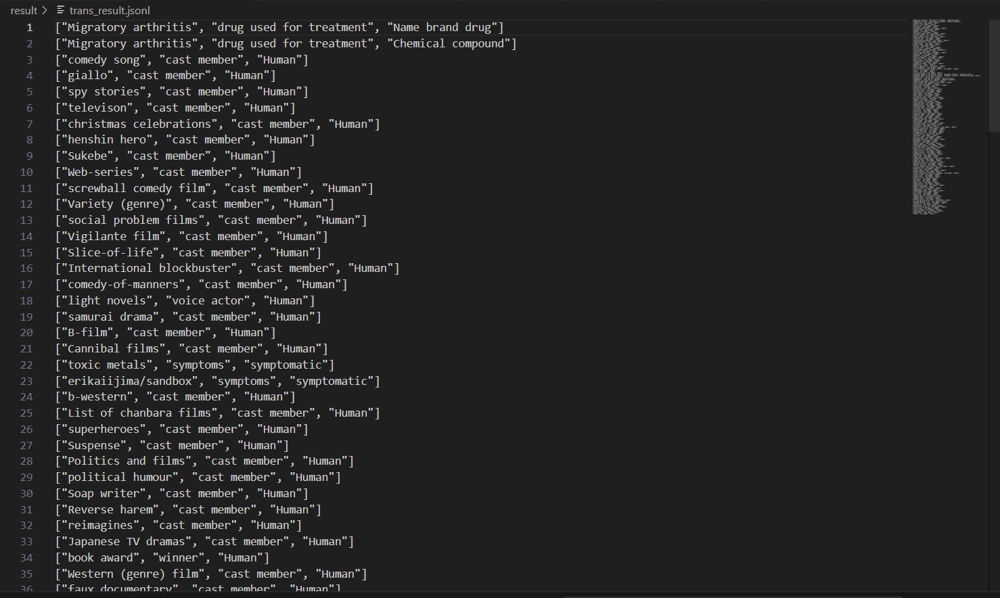 result > trans_result.jsonl
1 ["Migratory arthritis", "drug used for treatment", "Name brand drug"]
2 ["Migratory arthritis", "drug used for treatment", "Chemical compound"]
3 ["comedy song", "cast member", "Human"]
4 ["giallo", "cast member", "Human"]
5 ["spy stories", "cast member", "Human"]
6 ["televison", "cast member", "Human"]
7 ["christmas celebrations", "cast member", "Human"]
8 ["henshin hero", "cast member", "Human"]
9 ["Sukebe", "cast member", "Human"]
10 ["Web-series", "cast member", "Human"]
11 ["screwball comedy film", "cast member", "Human"]
12 ["Variety (genre)", "cast member", "Human"]
13 ["social problem films", "cast member", "Human"]
14 ["Vigilante film", "cast member", "Human"]
15 ["Slice-of-life", "cast member", "Human"]
16 ["International blockbuster", "cast member", "Human"]
17 ["comedy-of-manners", "cast member", "Human"]
18 ["light novels", "voice actor", "Human"]
19 ["samurai drama", "cast member", "Human"]
20 ["B-film", "cast member", "Human"]
21 ["Cannibal films", "cast member", "Human"]
22 ["toxic metals", "symptoms", "symptomatic"]
23 ["erikaiijima/sandbox", "symptoms", "symptomatic"]
24 ["b-western", "cast member", "Human"]
25 ["List of chanbara films", "cast member", "Human"]
26 ["superheroes", "cast member", "Human"]
27 ["Suspense", "cast member", "Human"]
28 ["Politics and films", "cast member", "Human"]
29 ["political humour", "cast member", "Human"]
30 ["Soap writer", "cast member", "Human"]
31 ["Reverse harem", "cast member", "Human"]
32 ["reimagines", "cast member", "Human"]
33 ["Japanese TV dramas", "cast member", "Human"]
34 ["book award", "winner", "Human"]
35 ["Western (genre) film", "cast member", "Human"]
36 ["faux documentary", "cast member", "Human"]